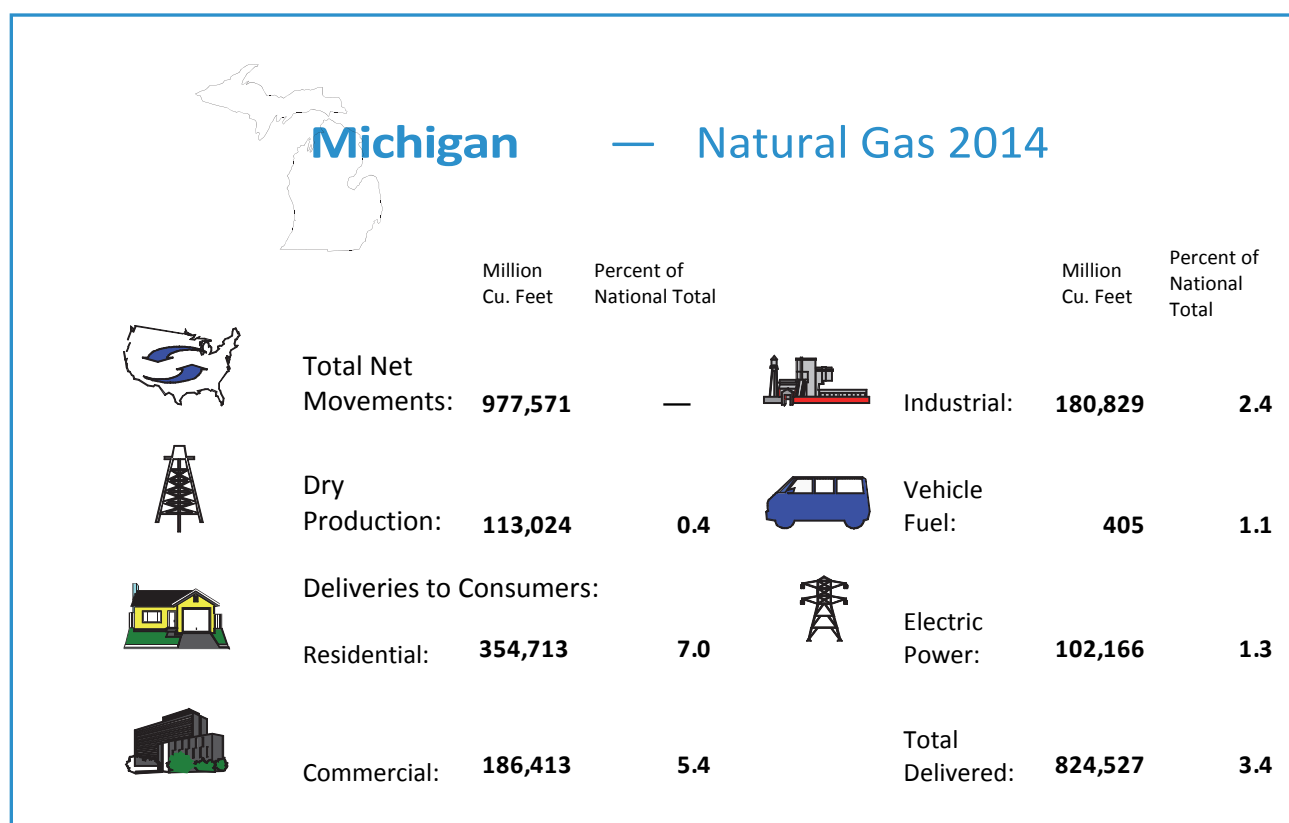 Michigan — Natural Gas 2014
Million
Cu. Feet
Percent of
National Total
Million
Cu. Feet
Percent of
National
Total
Total Net
Movements: 977,571 —
Industrial: 180,829 2.4
Dry
Production: 113,024 0.4
Vehicle
Fuel: 405 1.1
Deliveries to Consumers:
Residential: 354,713 7.0
Electric
Power: 102,166 1.3
Commercial: 186,413 5.4
Total
Delivered: 824,527 3.4